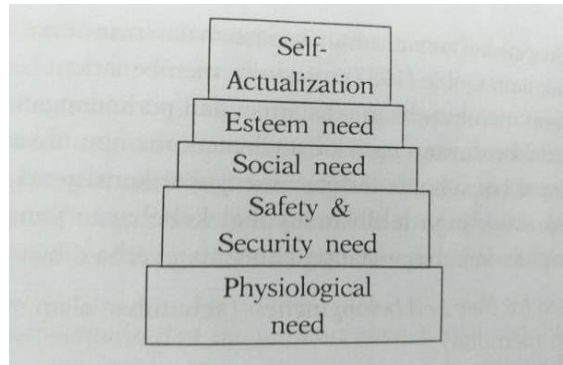 Self-
Actualization
Esteem need
Social need
Safety &
Security need
Physiological
need